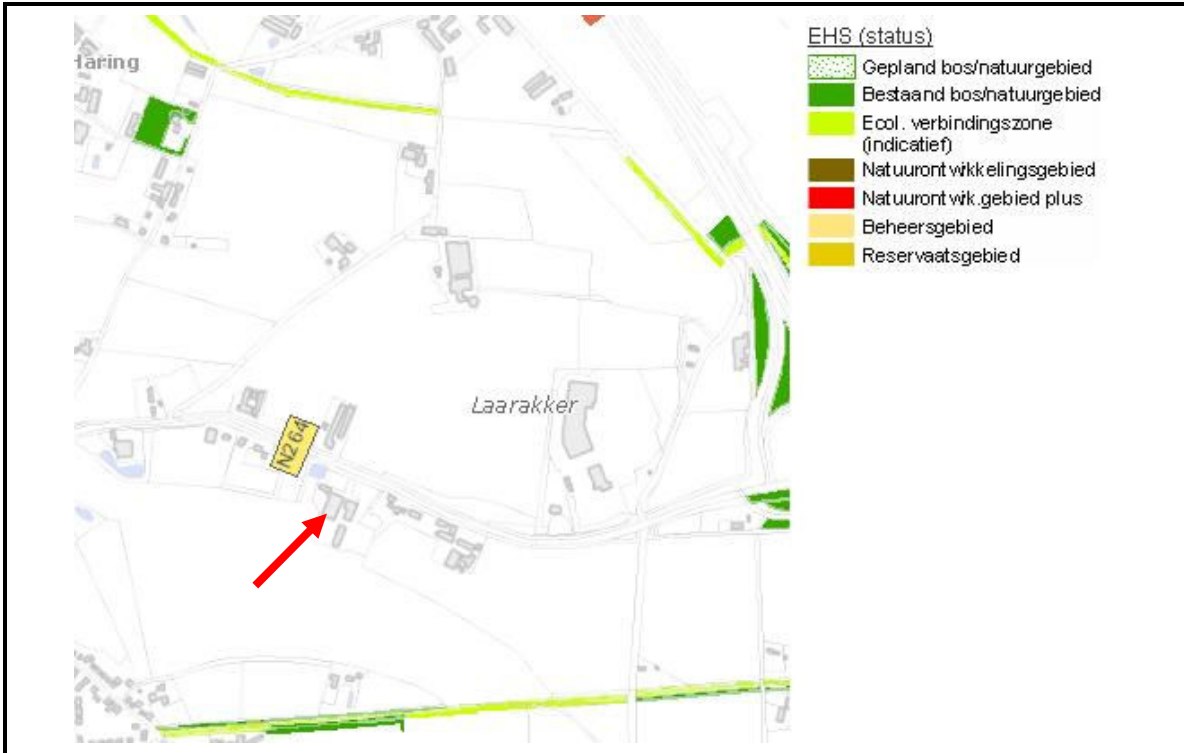 Haring
N264
Laarakker
EHS (status)
Gepland bos/natuurgebied
Bestaand bos/natuurgebied
Ecol. verbindingszone
(indicatief)
Natuurontwikkelingsgebied
Natuurontwik.gebied plus
Beheersgebied
Reservaatsgebied